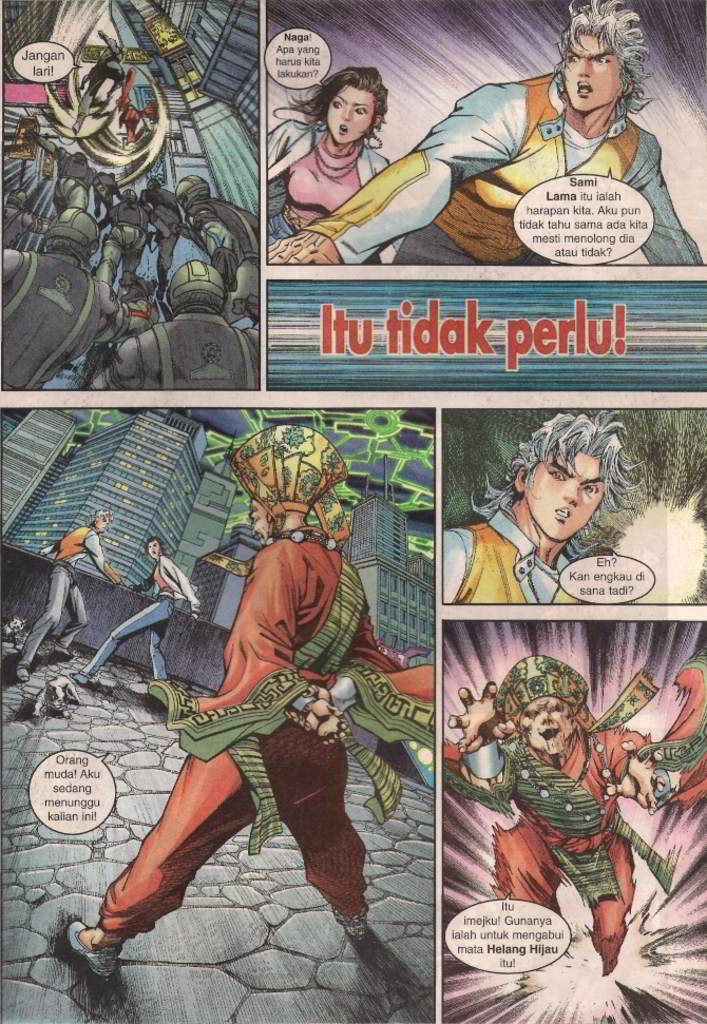 Jangan
lari!
Naga!
Apa yang
harus kita
lakukan?
Sami
Lama itu ialah
harapan kita. Aku pun
tidak tahu sama ada kita
mesti menolong dia
atau tidak?
Itu tidak perlu!
Orang
muda! Aku
sedang
menunggu
kalian ini!
Eh?
Kan engkau di
sana tadi?
Itu
imejku! Gunanya
ialah untuk mengabui
mata Helang Hijau
itu!